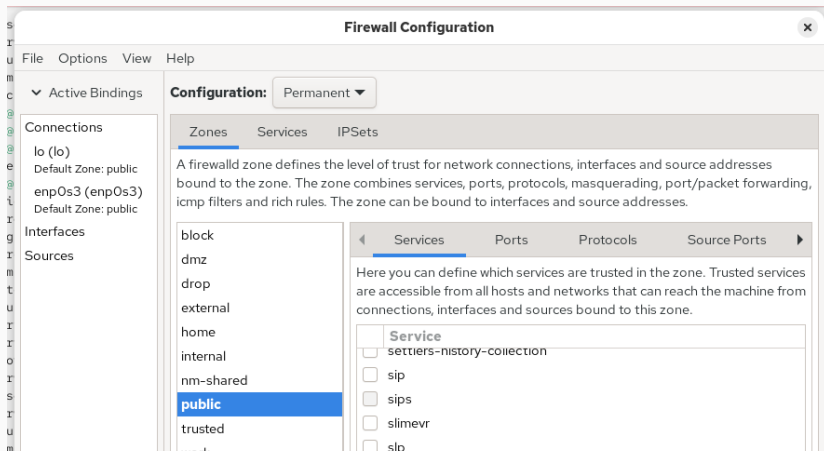 Firewall Configuration
File Options View Help
Active Bindings
Configuration: Permanent
Connections
lo (lo)
Default Zone: public
enp0s3 (enp0s3)
Default Zone: public
Interfaces
Sources
Zones Services IPSets
A firewalld zone defines the level of trust for network connections, interfaces and source addresses
bound to the zone. The zone combines services, ports, protocols, masquerading, port/packet forwarding,
icmp filters and rich rules. The zone can be bound to interfaces and source addresses.
block
dmz
drop
external
home
internal
nm-shared
public
trusted
Services Ports Protocols Source Ports
Here you can define which services are trusted in the zone. Trusted services
are accessible from all hosts and networks that can reach the machine from
connections, interfaces and sources bound to this zone.
Service
settlers-history-collection
sip
sips
slimevr
slp